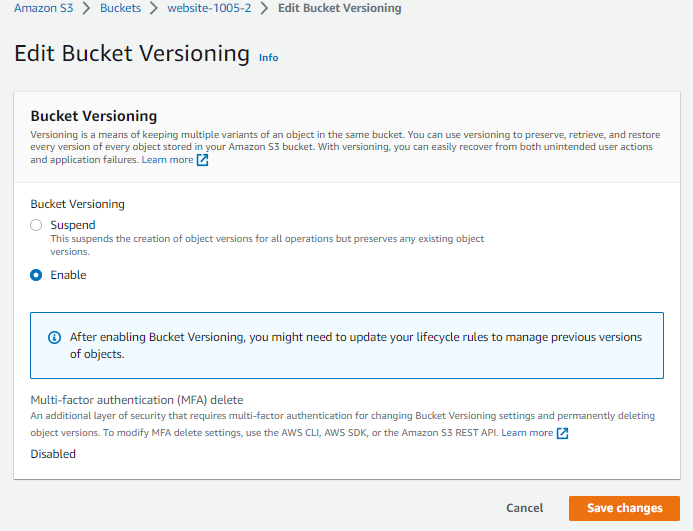 Amazon S3 > Buckets > website-1005-2 > Edit Bucket Versioning
Edit Bucket Versioning Info
Bucket Versioning
Versioning is a means of keeping multiple variants of an object in the same bucket. You can use versioning to preserve, retrieve, and restore
every version of every object stored in your Amazon S3 bucket. With versioning, you can easily recover from both unintended user actions
and application failures. Learn more
Bucket Versioning
Suspend
This suspends the creation of object versions for all operations but preserves any existing object
versions.
Enable
After enabling Bucket Versioning, you might need to update your lifecycle rules to manage previous versions
of objects.
Multi-factor authentication (MFA) delete
An additional layer of security that requires multi-factor authentication for changing Bucket Versioning settings and permanently deleting
object versions. To modify MFA delete settings, use the AWS CLI, AWS SDK, or the Amazon S3 REST API. Learn more
Disabled
Cancel Save changes